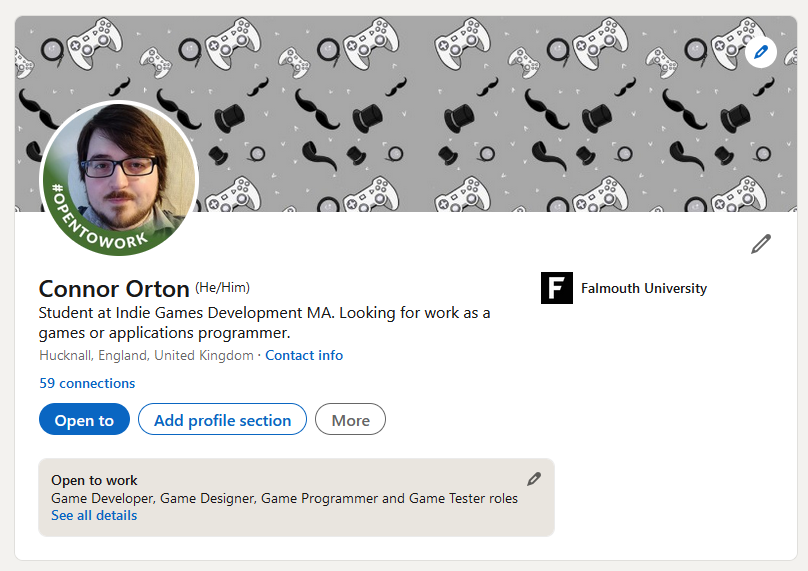 #OPENTOWORK
Connor Orton (He/Him)
F Falmouth University
Student at Indie Games Development MA. Looking for work as a
games or applications programmer.
Hucknall, England, United Kingdom · Contact info
59 connections
Open to Add profile section More
Open to work
Game Developer, Game Designer, Game Programmer and Game Tester roles
See all details